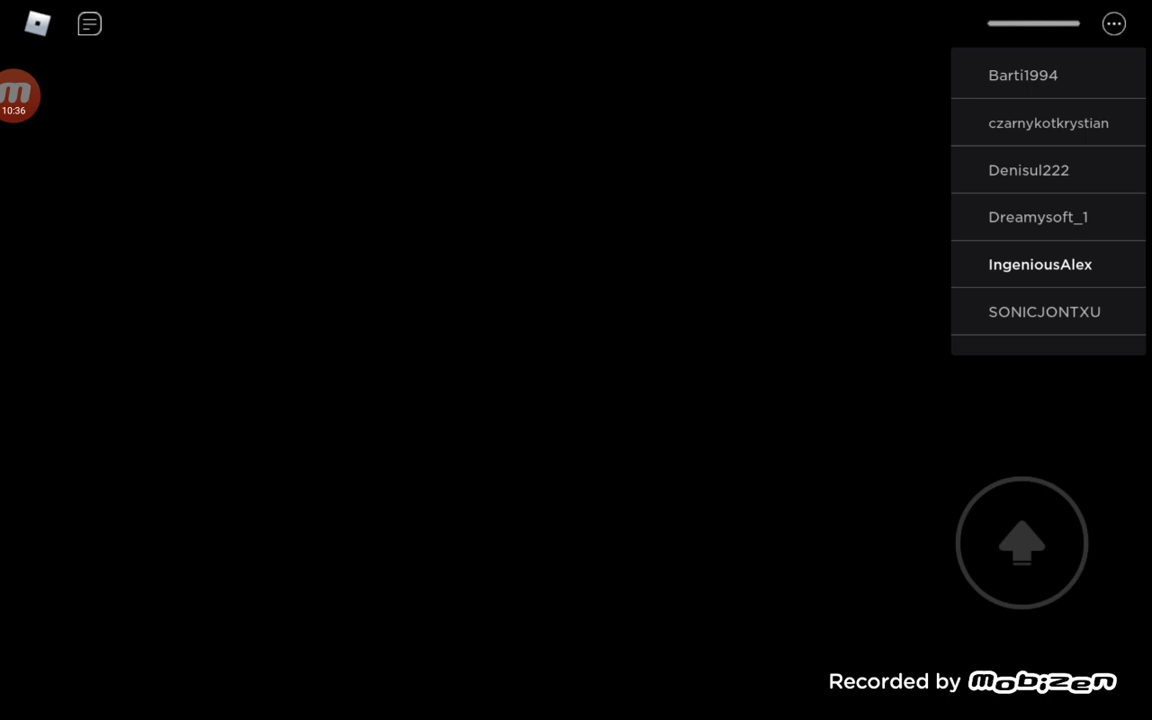 10:36
Barti1994
czarnykotkrystian
Denisul222
Dreamysoft_1
IngeniousAlex
SONICJONTXU
Recorded by mobizen